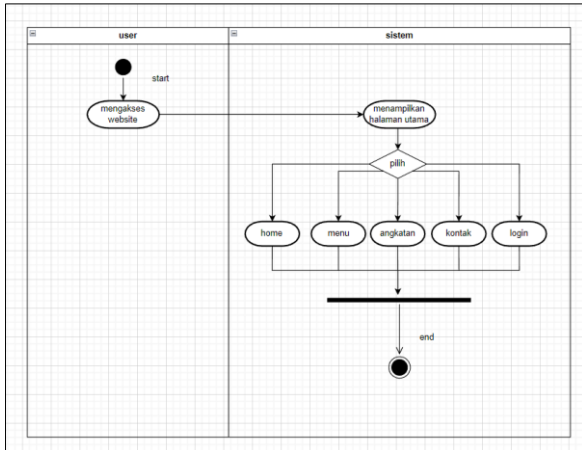 user
sistem
start
mengakses
website
menampilkan
halaman utama
pilih
home
menu
angkatan
kontak
login
end